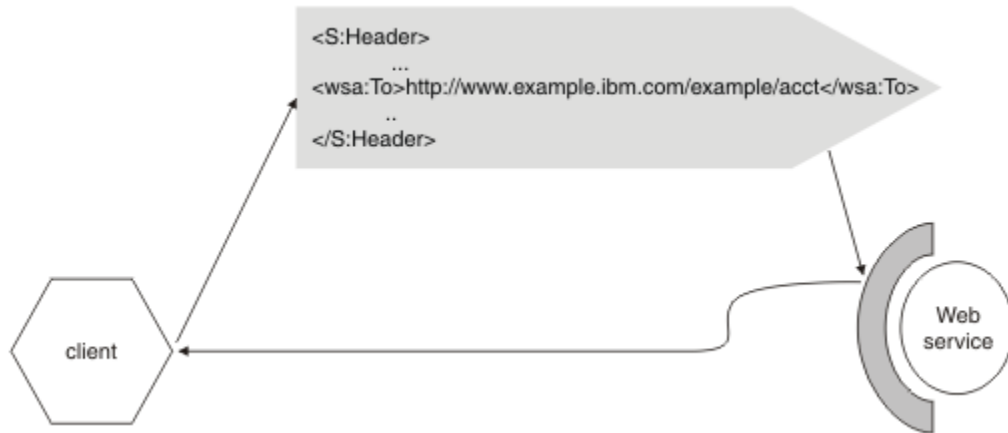 <S:Header>
...
<wsa:To>http://www.example.ibm.com/example/acct</wsa:To>
..
</S:Header>
client
Web
service